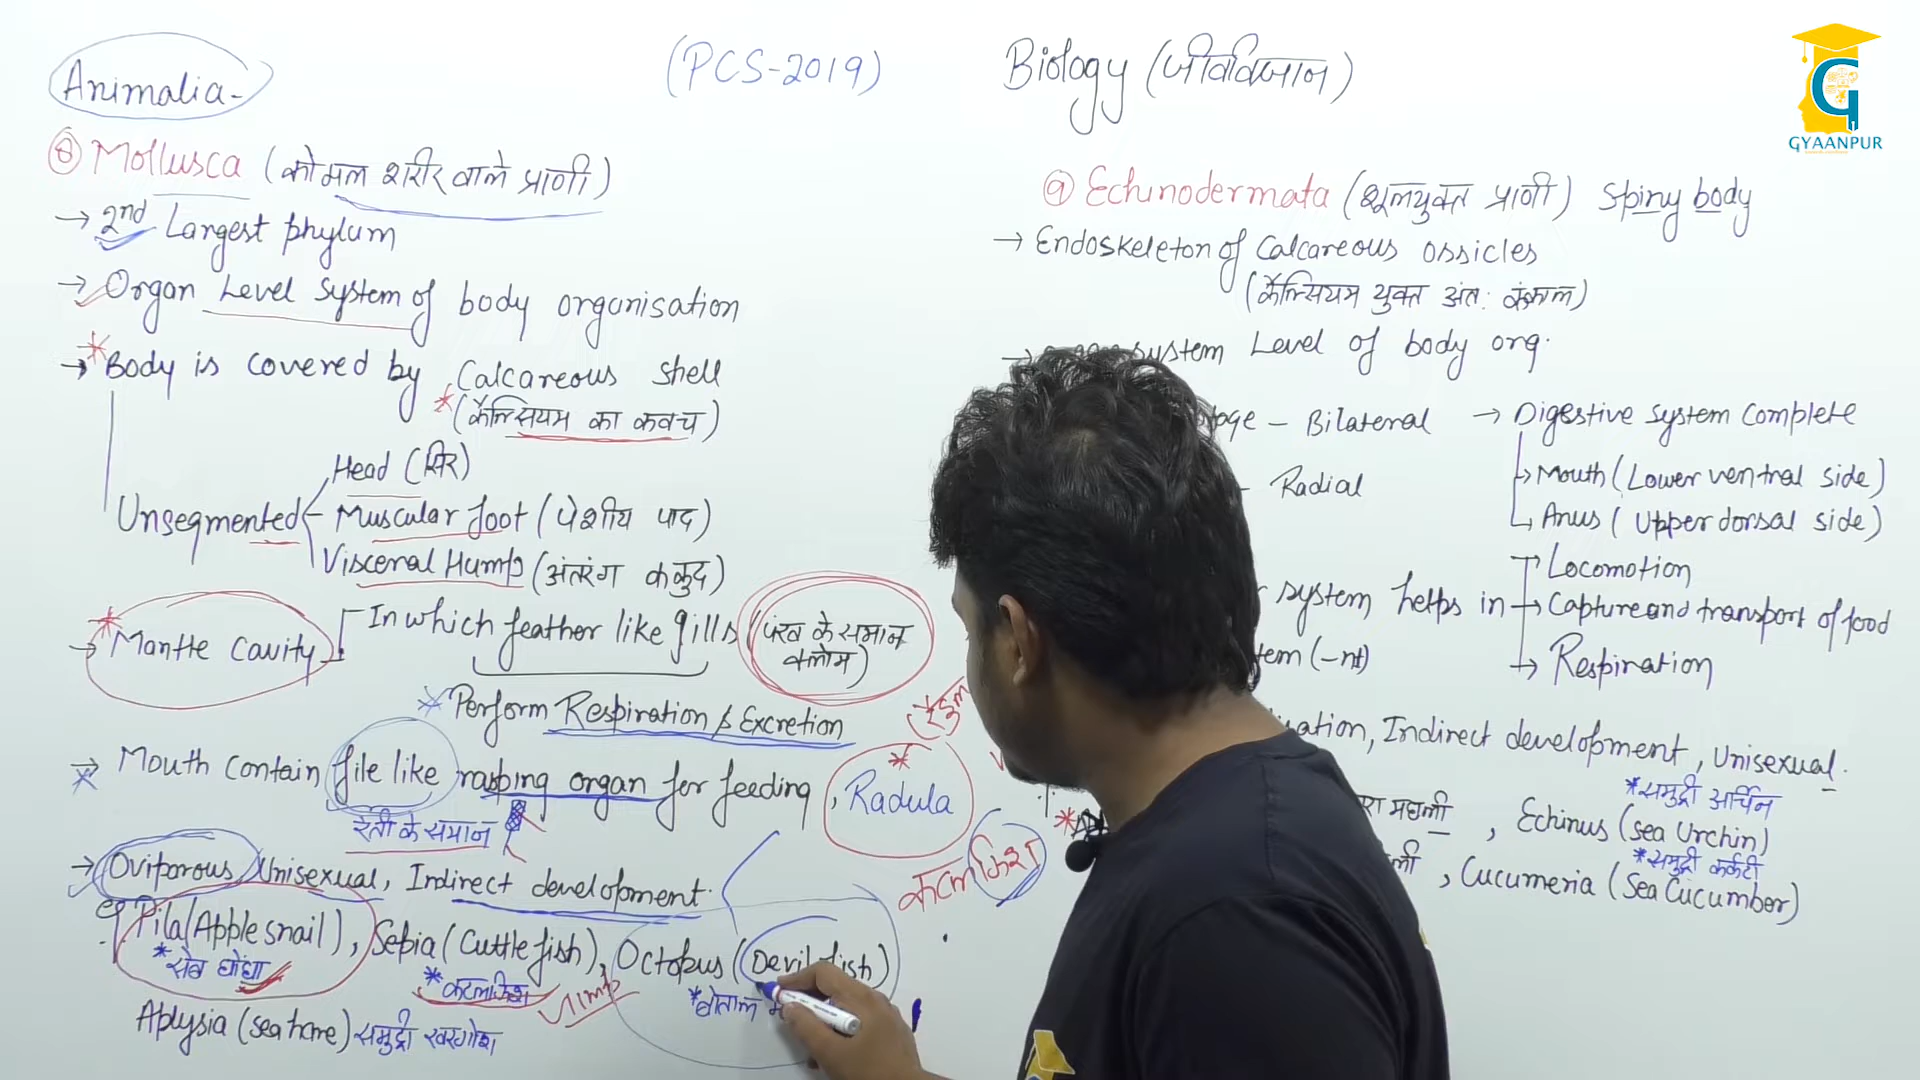 Animalia-
(PCS-2019)
Biology (जीवविज्ञान)
GYAANPUR
⑧ Mollusca (कोमल शरीर वाले प्राणी)
→ 2nd Largest phylum
→ Organ Level System of body organisation
→ Body is covered by Calcareous shell
* (कैल्सियम का कवच)
Unsegmented
Head (सिर)
Muscular foot (पेशीय पाद)
Visceral Hump (अंतरंग ककुद)
→ Mantle cavity
In which feather like gills (पंख के समान
क्लोम)
* Perform Respiration & Excretion
→ Mouth contain file like rasping organ for feeding, Radula
रेती के समान
→ Oviparous, Unisexual, Indirect development.
कटल फिश
eg. Pila (Apple snail), Sepia (Cuttle fish), Octopus (Devil fish)
* सेब घोंघा
* कटलफिश
Imp
Aplysia (sea hare) समुद्री खरगोश
⑨ Echinodermata (शूलयुक्त प्राणी) Spiny body
→ Endoskeleton of Calcareous ossicles
(कैल्सियम युक्त अंतः कंकाल)
system Level of body org.
– Bilateral
- Radial
→ Digestive system complete
→ Mouth (Lower ventral side)
→ Anus (Upper dorsal side)
system helps in
→ Locomotion
→ Capture and transport of food
→ Respiration
(-nt)
, Indirect development, Unisexual.
* समुद्री अर्चिन
, Echinus (sea Urchin)
* समुद्री कर्कटी
, Cucumeria (Sea Cucumber)